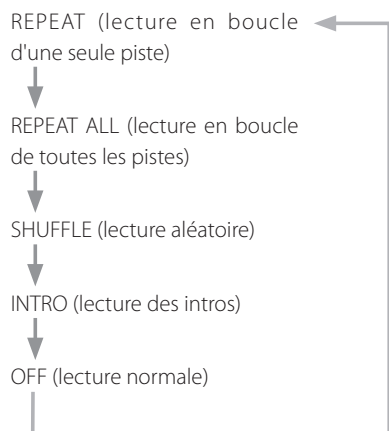 REPEAT (lecture en boucle
d'une seule piste)
REPEAT ALL (lecture en boucle
de toutes les pistes)
SHUFFLE (lecture aléatoire)
INTRO (lecture des intros)
OFF (lecture normale)